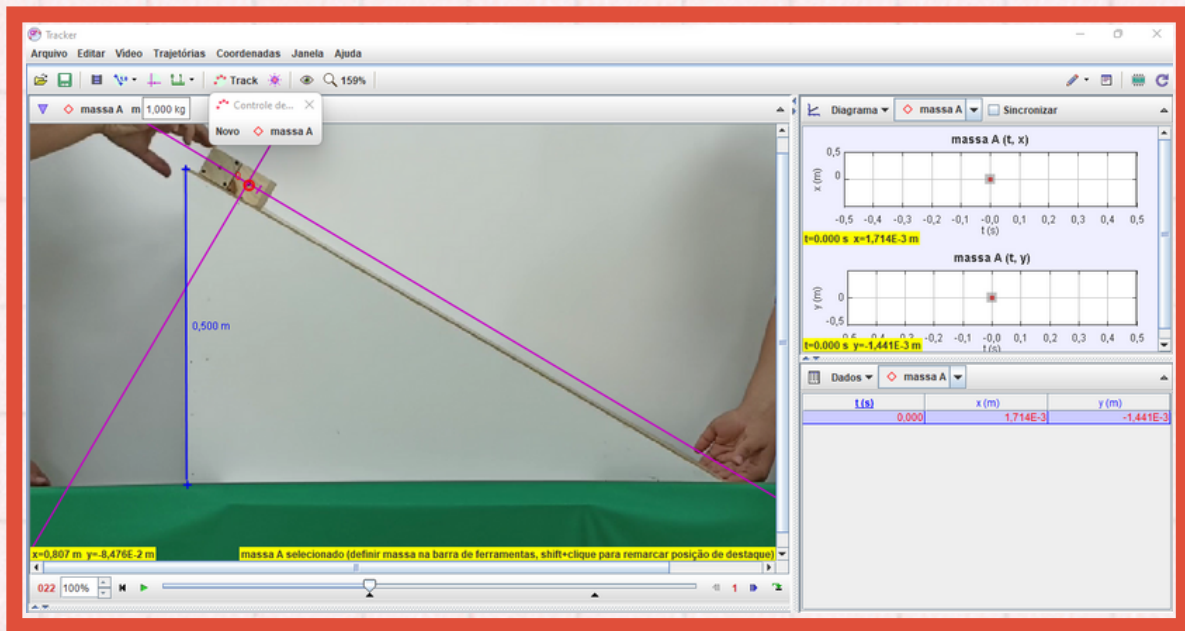 Tracker
Arquivo Editar Video Trajetórias Coordenadas Janela Ajuda
Track 159%
massa A m 1,000 kg
Controle de...
Novo massa A
0,500 m
x=0,807 m y=-8,476E-2 m
massa A selecionado (definir massa na barra de ferramentas, shift+clique para remarcar posição de destaque)
022 100% 1
Diagrama massa A Sincronizar
massa A (t, x)
0,5
0
x (m)
-0,5 -0,4 -0,3 -0,2 -0,1 -0,0 0,1 0,2 0,3 0,4 0,5
t (s)
t=0.000 s x=1,714E-3 m
massa A (t, y)
0
-0,5
y (m)
-0,2 -0,1 -0,0 0,1 0,2 0,3 0,4 0,5
t (s)
t=0.000 s y=-1,441E-3 m
Dados massa A
t (s) x (m) y (m)
0,000 1,714E-3 -1,441E-3